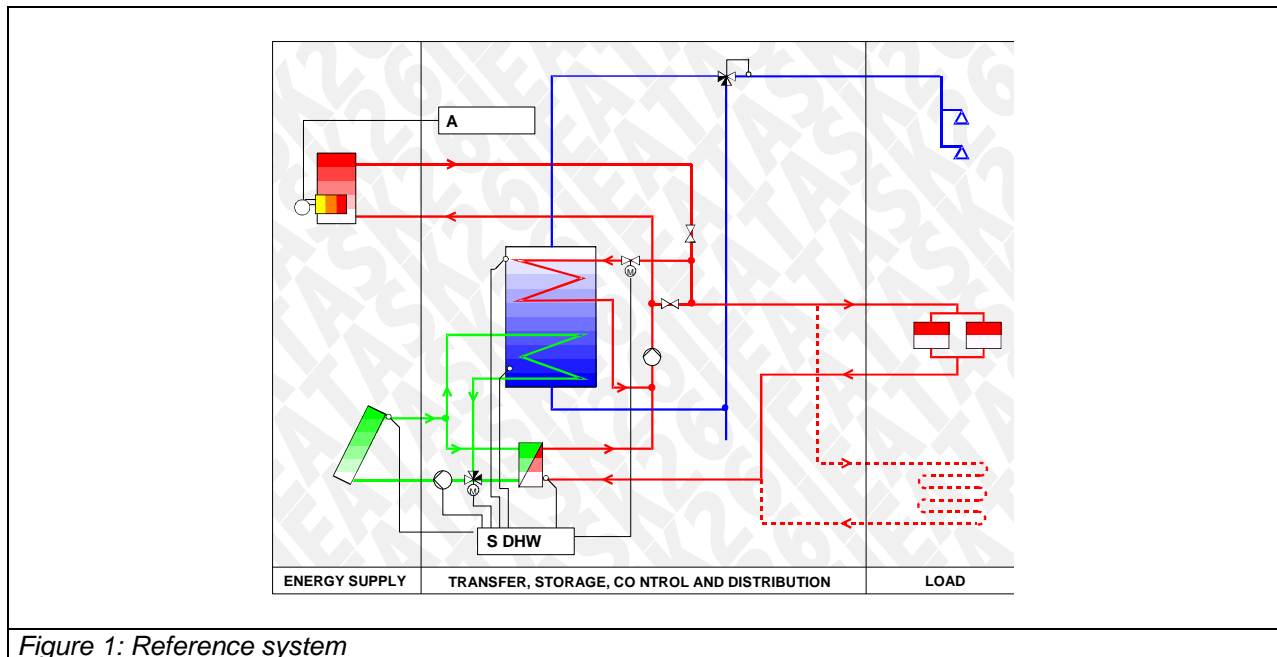 A
M
M
S DHW
ENERGY SUPPLY
TRANSFER, STORAGE, CO NTROL AND DISTRIBUTION
LOAD
Figure 1: Reference system